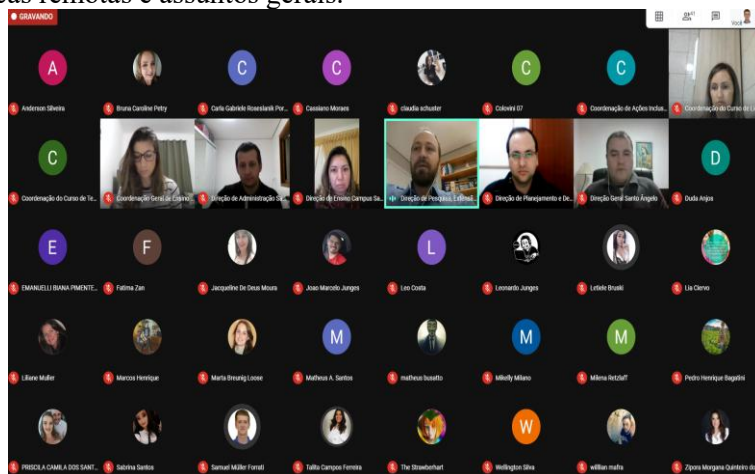 eas remotas e assuntos gerais.
GRAVANDO
Você
A
C
C
C
C
Anderson Silveira
Bruna Caroline Petry
Carla Gabriele Roseslanik Por...
Cassiano Moraes
claudia schuster
Colovini 07
Coordenação de Ações Inclus...
Coordenação do Curso de Li
C
D
Coordenação do Curso de Te...
Coordenação Geral de Ensino
Direção de Administração Sa...
Direção de Ensino Campus Sa...
Direção de Pesquisa, Extensã...
Direção de Planejamento e De...
Direção Geral Santo Ângelo
Duda Anjos
E
F
L
EMANUELLI BIANA PIMENTE...
Fatima Zan
Jacqueline De Deus Moura
Joao Marcelo Junges
Leo Costa
Leonardo Junges
Letiele Bruski
Lia Ciervo
M
M
M
Liliane Muller
Marcos Henrique
Marta Breunig Loose
Matheus A. Santos
matheus busatto
Mikelly Milano
Milena Retzlaff
Pedro Henrique Bagatini
W
PRISCILA CAMILA DOS SANT...
Sabrina Santos
Samuel Müller Forrati
Talita Campos Ferreira
The Strawberhart
Wellington Silva
willian mafra
Zipora Morgana Quinteiro do